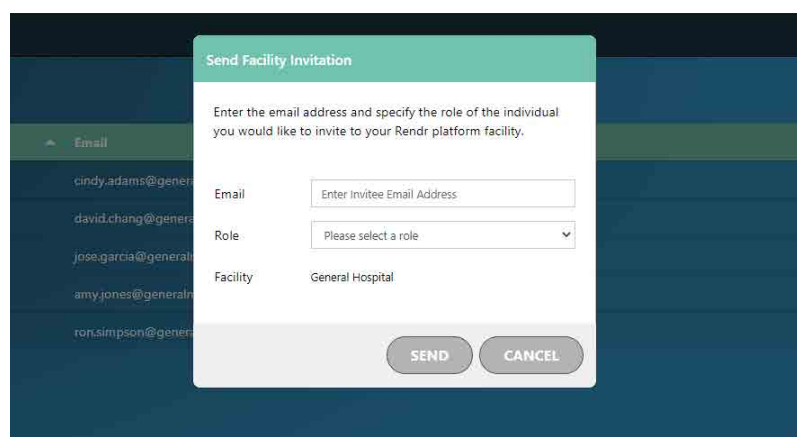 Send Facility Invitation
Enter the email address and specify the role of the individual
you would like to invite to your Rendr platform facility.
Email
cindy.adams@genera
david.chang@genera
jose.garcia@general
amy.jones@generaln
ron.simpson@genera
Email Enter Invitee Email Address
Role Please select a role
Facility General Hospital
SEND CANCEL